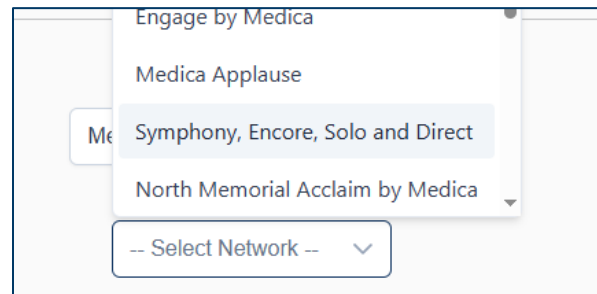 Engage by Medica
Medica Applause
Symphony, Encore, Solo and Direct
North Memorial Acclaim by Medica
-- Select Network --